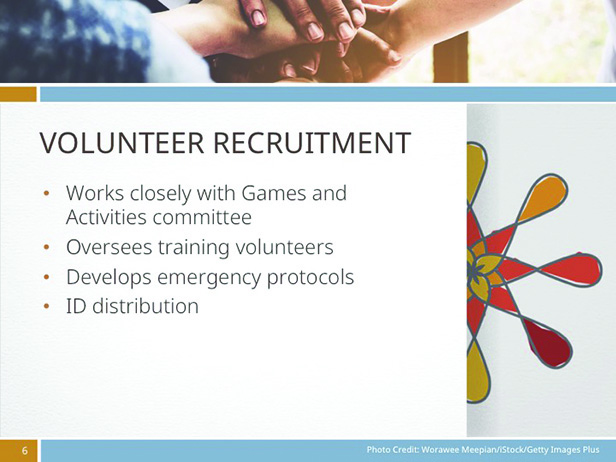 VOLUNTEER RECRUITMENT
• Works closely with Games and
Activities committee
• Oversees training volunteers
• Develops emergency protocols
• ID distribution
6
Photo Credit: Worawee Meepian/iStock/Getty Images Plus